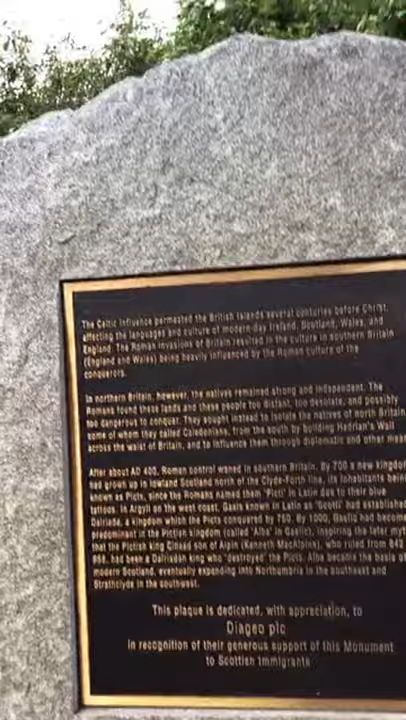 The Celtic influence permeated the British Islands several centuries before Christ,
affecting the languages and culture of modern-day Ireland, Scotland, Wales, and
England. The Roman invasions of Britain resulted in the culture in southern Britain
(England and Wales) being heavily influenced by the Roman culture of the
conquerors.
In northern Britain, however, the natives remained strong and independent. The
Romans found these lands and these people too distant, too desolate, and possibly
too dangerous to conquer. They sought instead to isolate the natives of north Britain,
some of whom they called Caledonians, from the south by building Hadrian's Wall
across the waist of Britain, and to influence them through diplomatic and other mean
After about AD 400, Roman control waned in southern Britain. By 700 a new kingdo
had grown up in lowland Scotland north of the Clyde-Forth line, its inhabitants being
known as Picts, since the Romans named them 'Picti' in Latin due to their blue
tattoos. In Argyll on the west coast, Gaels known in Latin as 'Scotti' had established
Dalriada, a kingdom which the Picts conquered by 750. By 1000, Gaelic had become
predominant in the Pictish kingdom (called 'Alba' in Gaelic), inspiring the later myt
that the Pictish king Cinaed son of Alpin (Kenneth MacAlpine), who ruled from 843
858, had been a Dalriadan king who 'destroyed' the Picts. Alba became the basis of
modern Scotland, eventually expanding into Northumbria in the southeast and
Strathclyde in the southwest.
This plaque is dedicated, with appreciation, to
Diageo plc
in recognition of their generous support of this Monument
to Scottish Immigrants